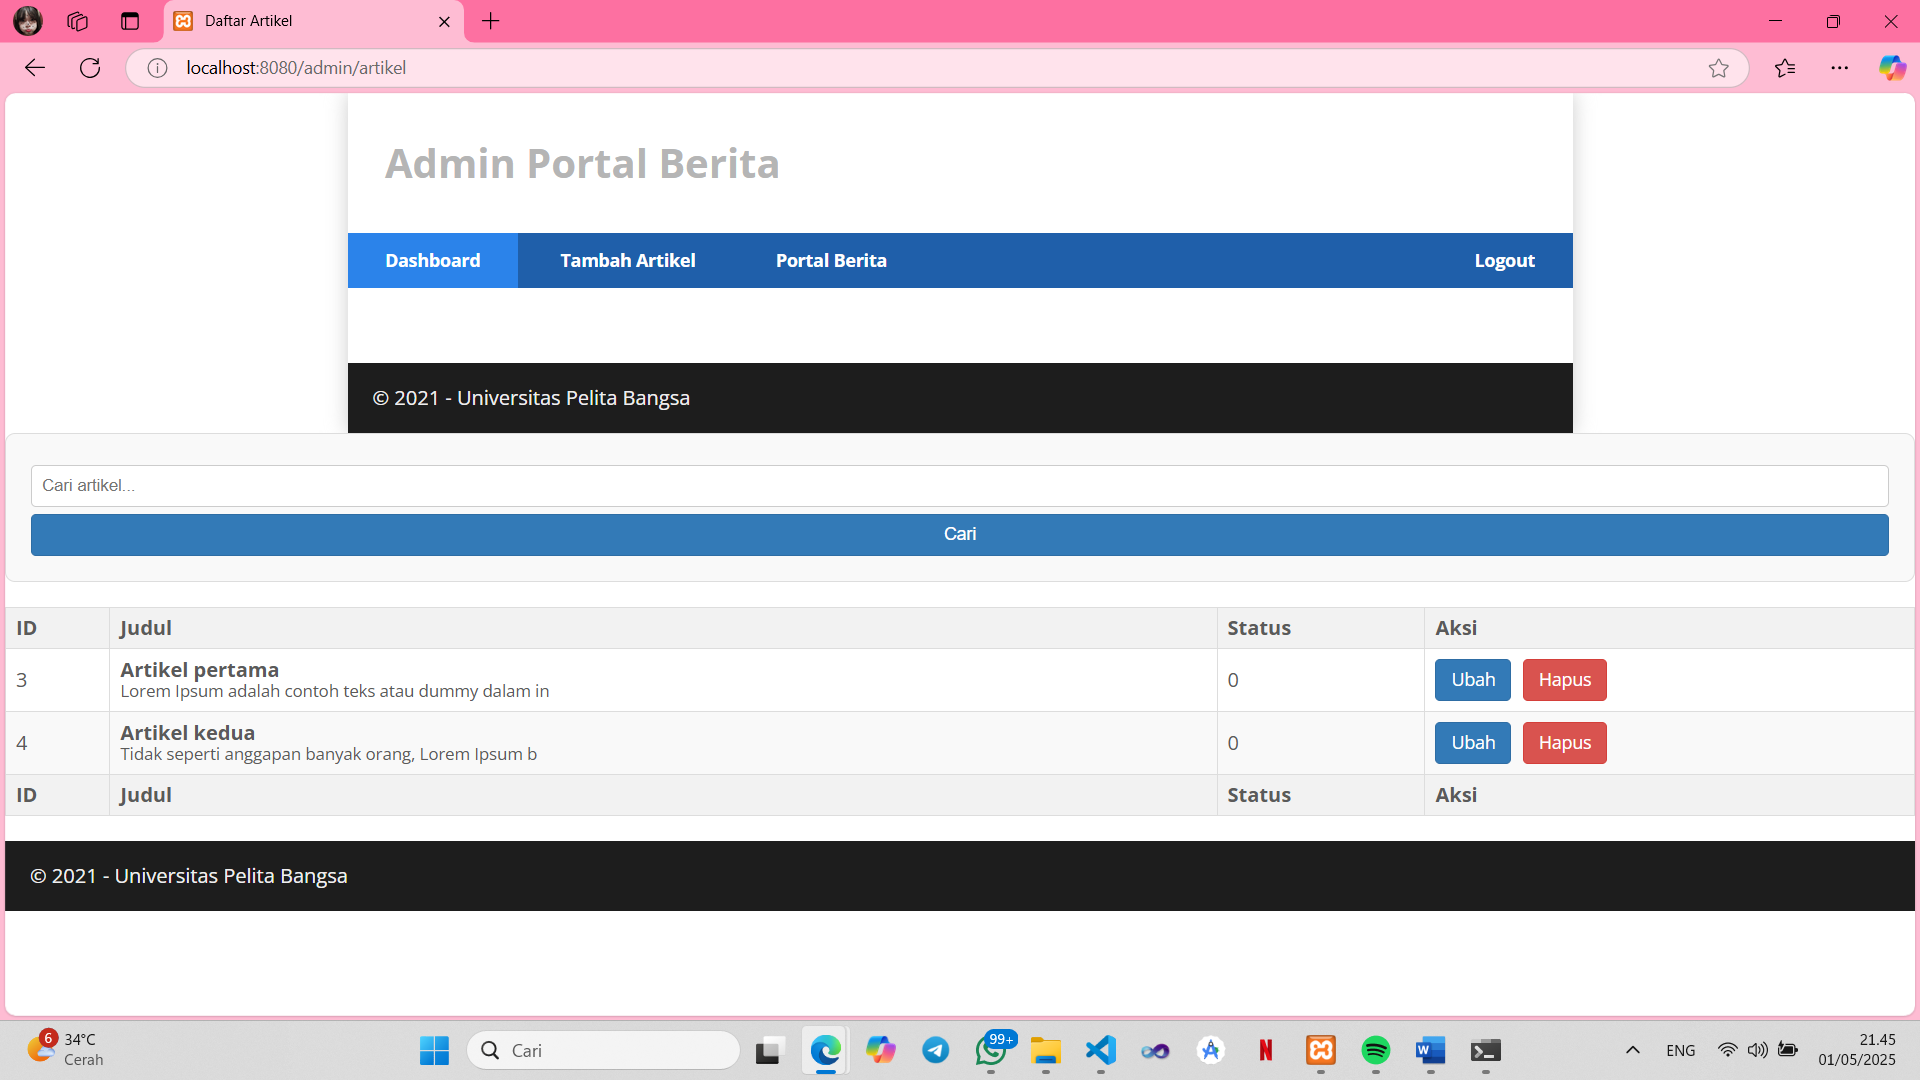 Daftar Artikel
localhost:8080/admin/artikel
Admin Portal Berita
Dashboard Tambah Artikel Portal Berita Logout
© 2021 - Universitas Pelita Bangsa
Cari artikel...
Cari
ID Judul Status Aksi
3 Artikel pertama 0 Ubah Hapus
Lorem Ipsum adalah contoh teks atau dummy dalam in
4 Artikel kedua 0 Ubah Hapus
Tidak seperti anggapan banyak orang, Lorem Ipsum b
ID Judul Status Aksi
© 2021 - Universitas Pelita Bangsa
6 34°C
Cerah
Cari
99+
ENG
21.45
01/05/2025